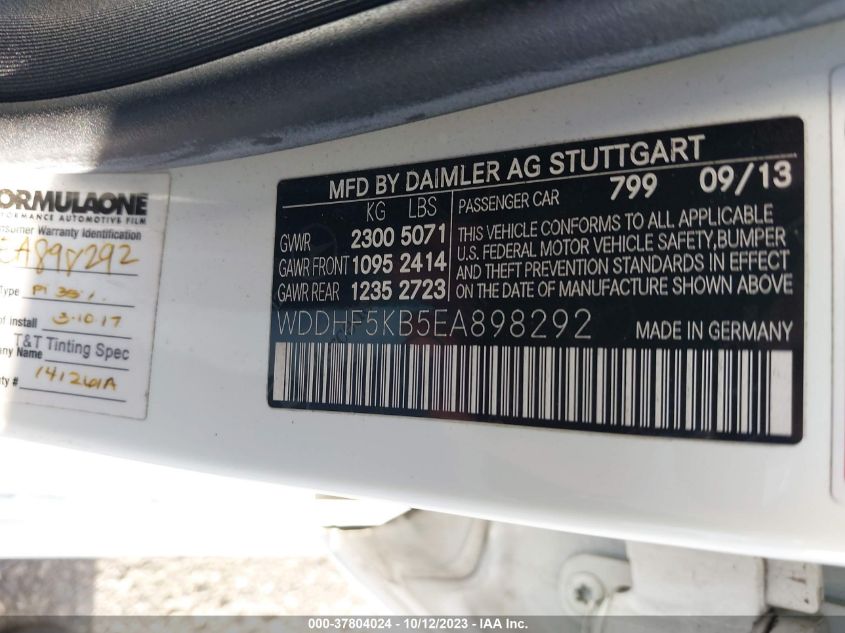 MFD BY DAIMLER AG STUTTGART
KG LBS
PASSENGER CAR 799 09/13
GVWR 2300 5071
GAWR FRONT 1095 2414
GAWR REAR 1235 2723
THIS VEHICLE CONFORMS TO ALL APPLICABLE
U.S. FEDERAL MOTOR VEHICLE SAFETY, BUMPER
AND THEFT PREVENTION STANDARDS IN EFFECT
ON THE DATE OF MANUFACTURE SHOWN ABOVE
WDDHF5KB5EA898292 MADE IN GERMANY
ORMULAONE
ORMANCE AUTOMOTIVE FILM
nsumer Warranty Identification
EA898292
Type PI 35%
of install 3-10-17
T&T Tinting Spec
any Name
ty # 141261A
000-37804024 - 10/12/2023 - IAA Inc.